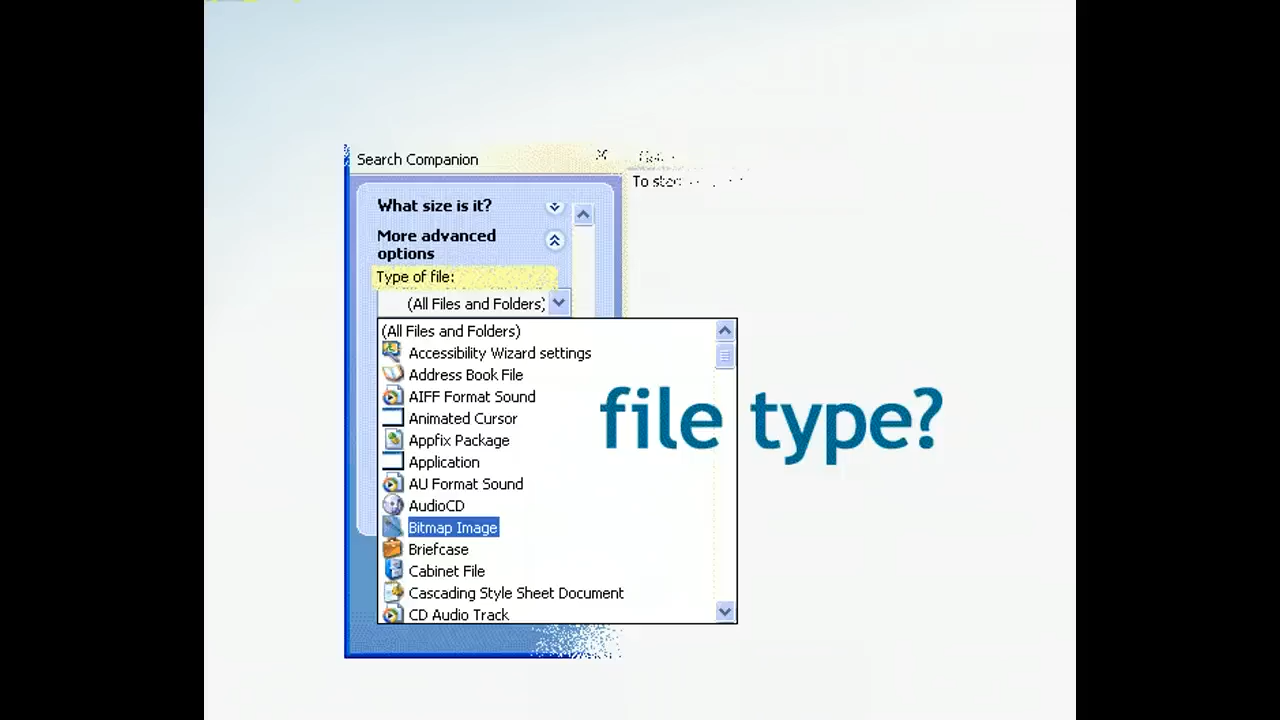 Search Companion
What size is it?
More advanced
options
Type of file:
(All Files and Folders)
(All Files and Folders)
Accessibility Wizard settings
Address Book File
AIFF Format Sound
Animated Cursor
Appfix Package
Application
AU Format Sound
AudioCD
Bitmap Image
Briefcase
Cabinet File
Cascading Style Sheet Document
CD Audio Track
file type?
To